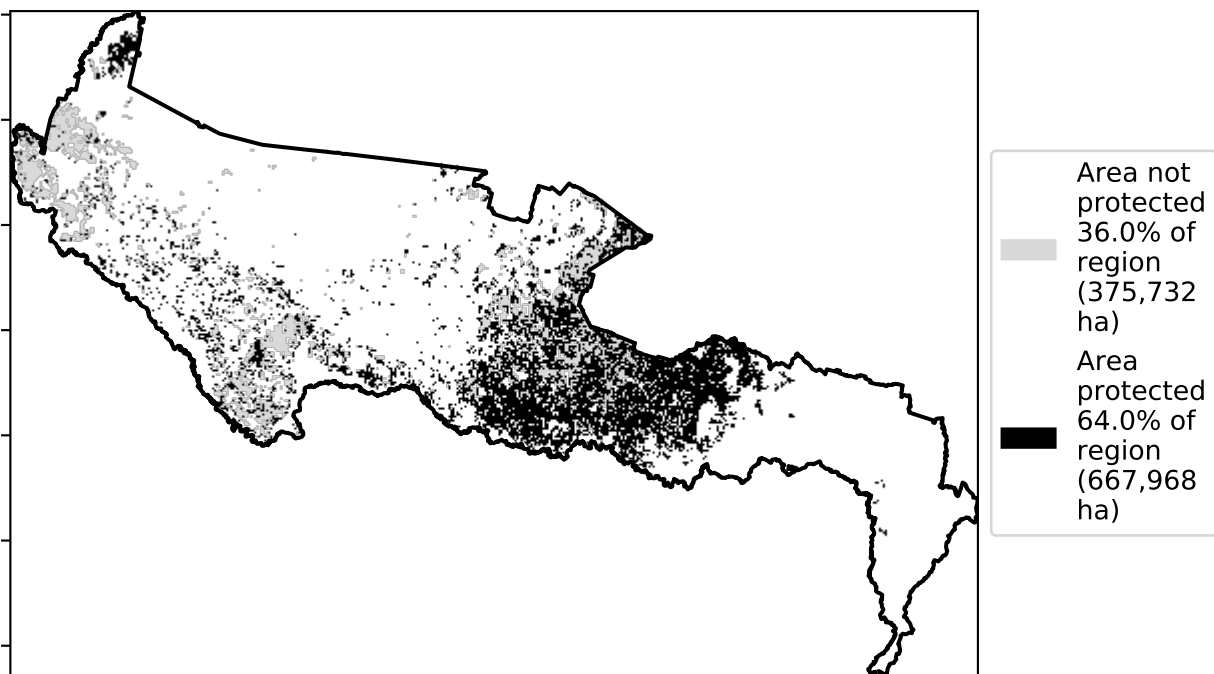 Area not
protected
36.0% of
region
(375,732
ha)
Area
protected
64.0% of
region
(667,968
ha)